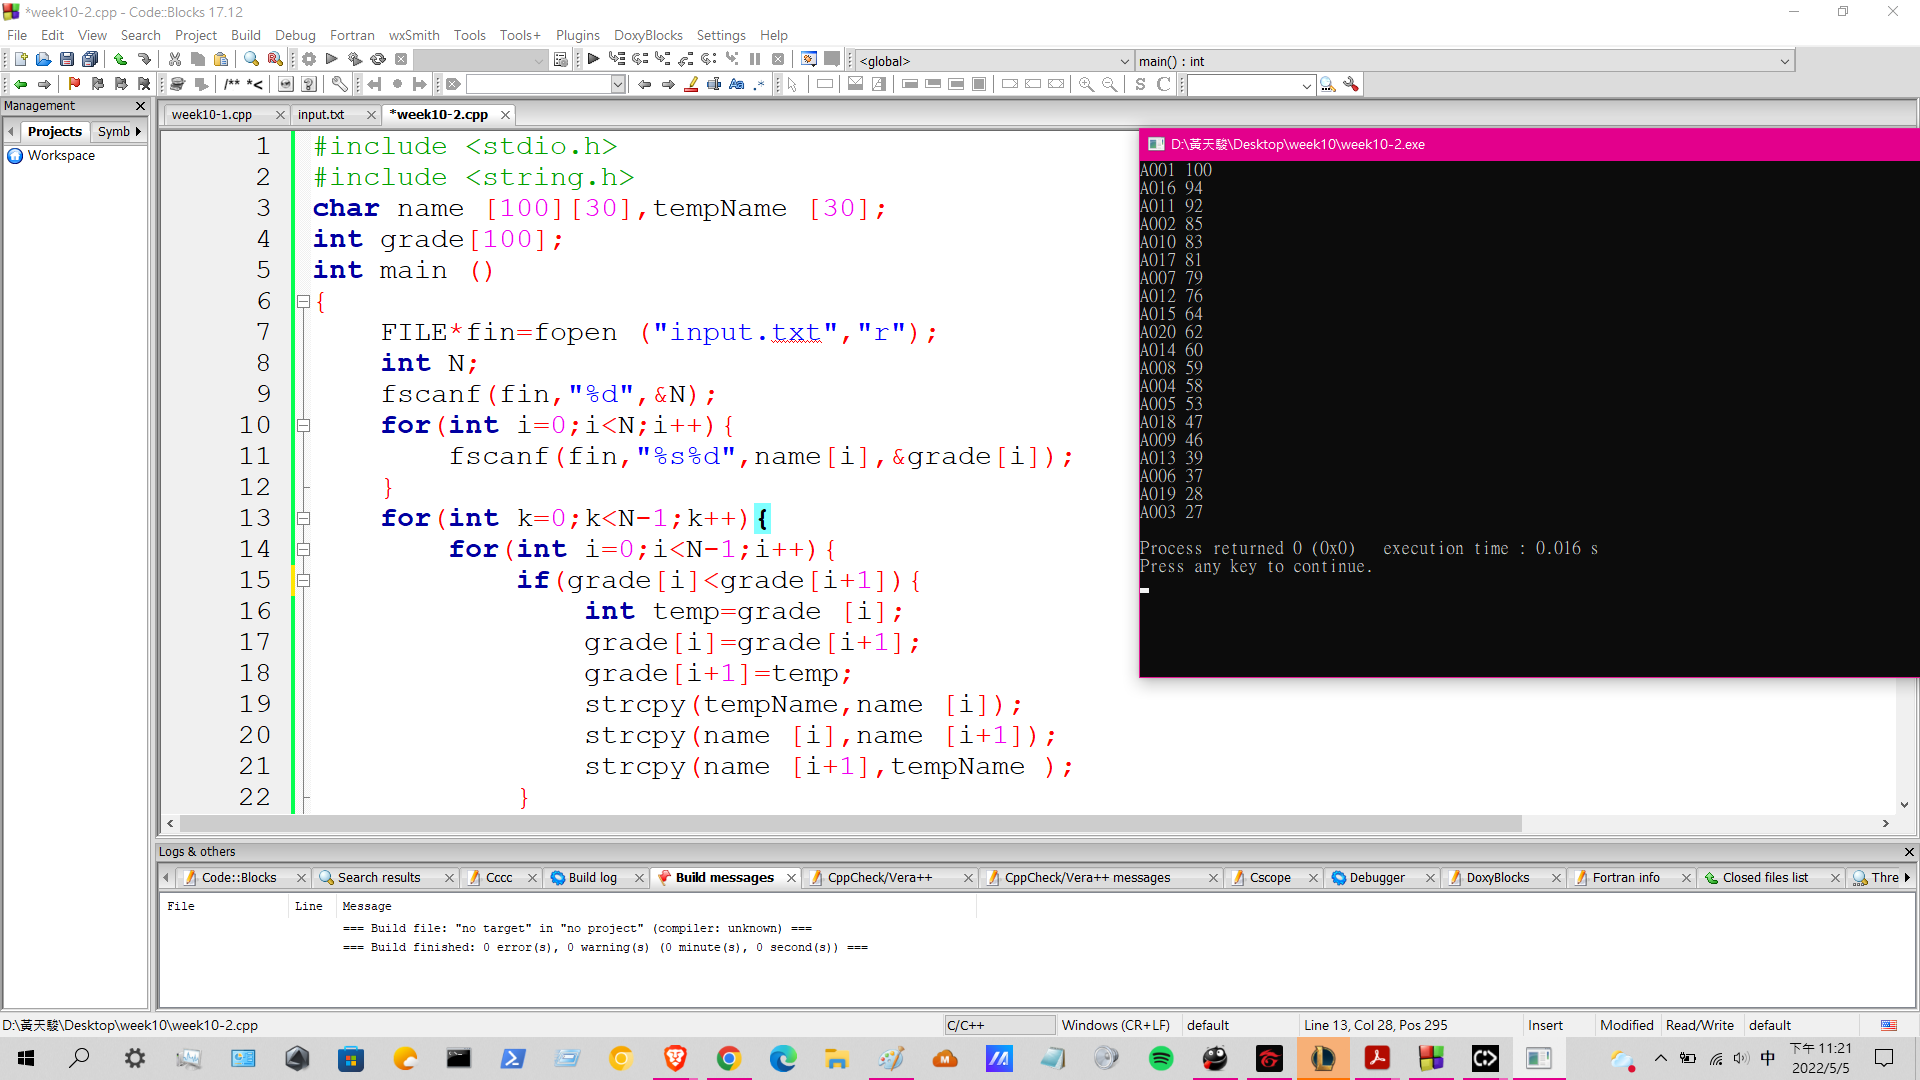 *week10-2.cpp - Code::Blocks 17.12
File Edit View Search Project Build Debug Fortran wxSmith Tools Tools+ Plugins DoxyBlocks Settings Help
<global>
main() : int
/** *<
Aa .*
S C
Management
Projects Symb
Workspace
week10-1.cpp input.txt *week10-2.cpp
1 #include <stdio.h>
2 #include <string.h>
3 char name [100][30],tempName [30];
4 int grade[100];
5 int main ()
6 {
7 FILE*fin=fopen ("input.txt","r");
8 int N;
9 fscanf(fin,"%d",&N);
10 for(int i=0;i<N;i++){
11 fscanf(fin,"%s%d",name[i],&grade[i]);
12 }
13 for(int k=0;k<N-1;k++){
14 for(int i=0;i<N-1;i++){
15 if(grade[i]<grade[i+1]){
16 int temp=grade [i];
17 grade[i]=grade[i+1];
18 grade[i+1]=temp;
19 strcpy(tempName,name [i]);
20 strcpy(name [i],name [i+1]);
21 strcpy(name [i+1],tempName );
22 }
D:\黃天駿\Desktop\week10\week10-2.exe
A001 100
A016 94
A011 92
A002 85
A010 83
A017 81
A007 79
A012 76
A015 64
A020 62
A014 60
A008 59
A004 58
A005 53
A018 47
A009 46
A013 39
A006 37
A019 28
A003 27
Process returned 0 (0x0) execution time : 0.016 s
Press any key to continue.
Logs & others
Code::Blocks Search results Cccc Build log Build messages CppCheck/Vera++ CppCheck/Vera++ messages Cscope Debugger DoxyBlocks Fortran info Closed files list Thre
File Line Message
=== Build file: "no target" in "no project" (compiler: unknown) ===
=== Build finished: 0 error(s), 0 warning(s) (0 minute(s), 0 second(s)) ===
D:\黃天駿\Desktop\week10\week10-2.cpp C/C++ Windows (CR+LF) default Line 13, Col 28, Pos 295 Insert Modified Read/Write default
中
下午 11:21
2022/5/5